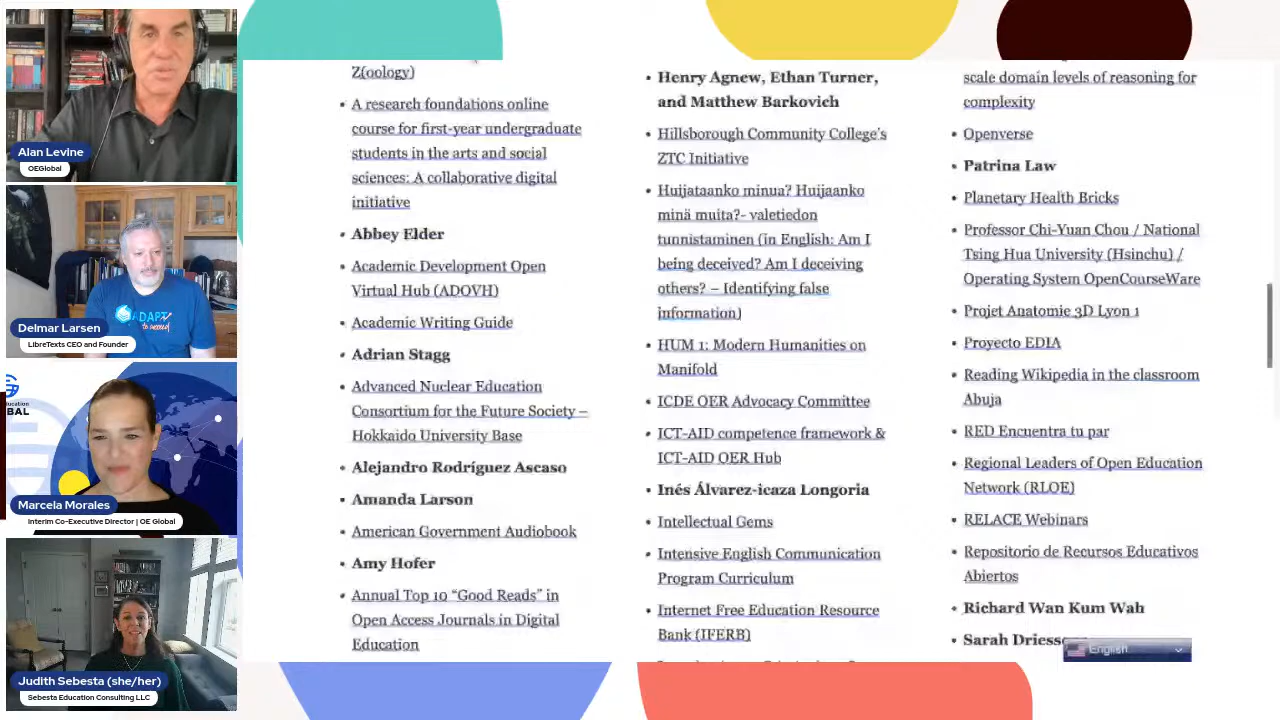 Alan Levine
OEGlobal
ADAPT
to succeed
Delmar Larsen
LibreTexts CEO and Founder
Marcela Morales
Interim Co-Executive Director | OE Global
Judith Sebesta (she/her)
Sebesta Education Consulting LLC
Z(oology)
• A research foundations online
course for first-year undergraduate
students in the arts and social
sciences: A collaborative digital
initiative
• Abbey Elder
• Academic Development Open
Virtual Hub (ADOVH)
• Academic Writing Guide
• Adrian Stagg
• Advanced Nuclear Education
Consortium for the Future Society –
Hokkaido University Base
• Alejandro Rodríguez Ascaso
• Amanda Larson
• American Government Audiobook
• Amy Hofer
• Annual Top 10 “Good Reads” in
Open Access Journals in Digital
Education
• Henry Agnew, Ethan Turner,
and Matthew Barkovich
• Hillsborough Community College’s
ZTC Initiative
• Huijataanko minua? Huijaanko
minä muita?- valetiedon
tunnistaminen (in English: Am I
being deceived? Am I deceiving
others? – Identifying false
information)
• HUM 1: Modern Humanities on
Manifold
• ICDE OER Advocacy Committee
• ICT-AID competence framework &
ICT-AID OER Hub
• Inés Álvarez-icaza Longoria
• Intellectual Gems
• Intensive English Communication
Program Curriculum
• Internet Free Education Resource
Bank (IFERB)
scale domain levels of reasoning for
complexity
• Openverse
• Patrina Law
• Planetary Health Bricks
• Professor Chi-Yuan Chou / National
Tsing Hua University (Hsinchu) /
Operating System OpenCourseWare
• Projet Anatomie 3D Lyon 1
• Proyecto EDIA
• Reading Wikipedia in the classroom
Abuja
• RED Encuentra tu par
• Regional Leaders of Open Education
Network (RLOE)
• RELACE Webinars
• Repositorio de Recursos Educativos
Abiertos
• Richard Wan Kum Wah
• Sarah
English